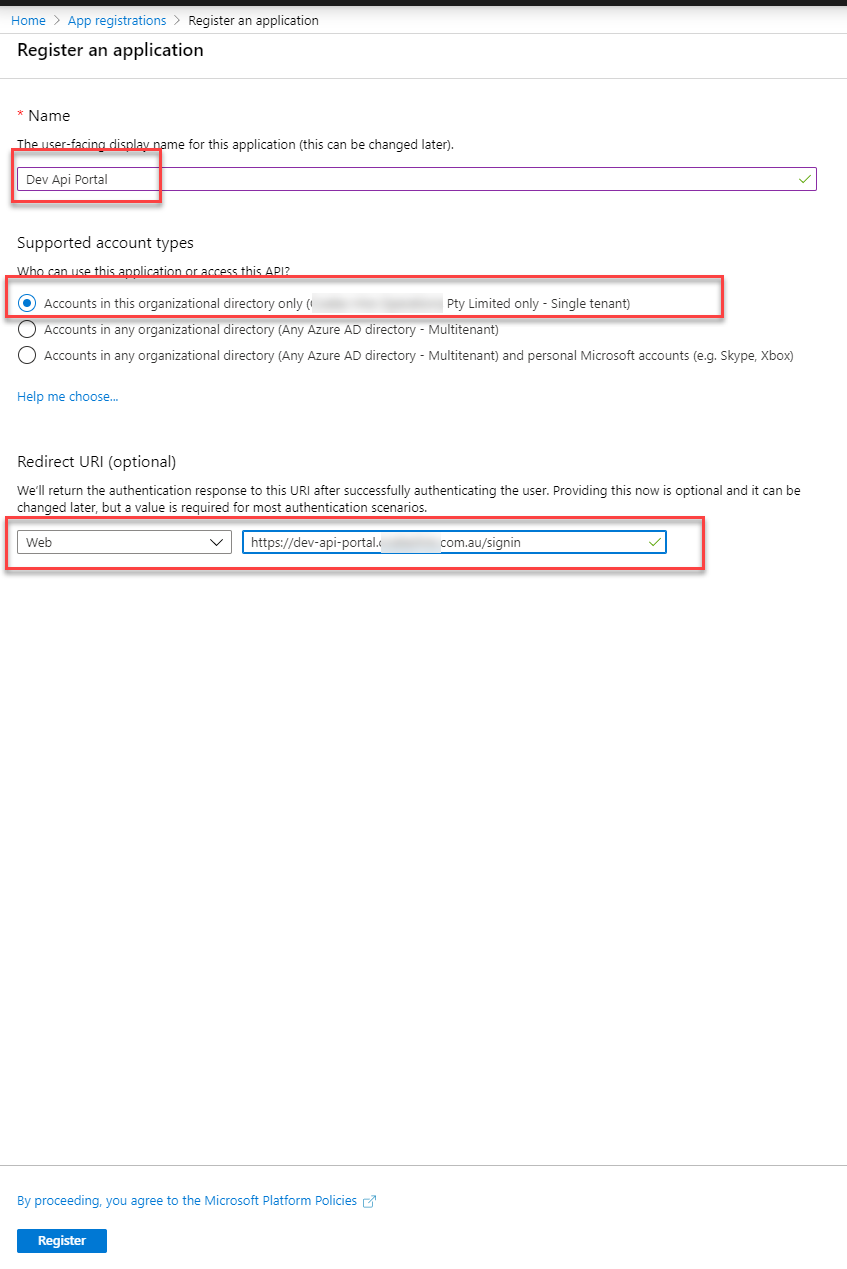 Home > App registrations > Register an application
Register an application
* Name
The user-facing display name for this application (this can be changed later).
Dev Api Portal
Supported account types
Who can use this application or access this API?
Accounts in this organizational directory only ( Pty Limited only - Single tenant)
Accounts in any organizational directory (Any Azure AD directory - Multitenant)
Accounts in any organizational directory (Any Azure AD directory - Multitenant) and personal Microsoft accounts (e.g. Skype, Xbox)
Help me choose...
Redirect URI (optional)
We'll return the authentication response to this URI after successfully authenticating the user. Providing this now is optional and it can be
changed later, but a value is required for most authentication scenarios.
Web
https://dev-api-portal. com.au/signin
By proceeding, you agree to the Microsoft Platform Policies
Register